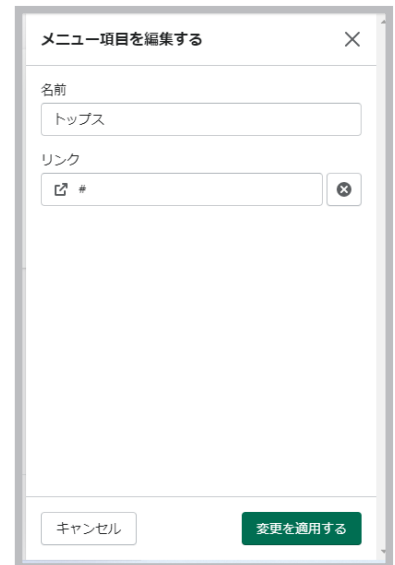 メニュー項目を編集する
名前
トップス
リンク
#
キャンセル
変更を適用する